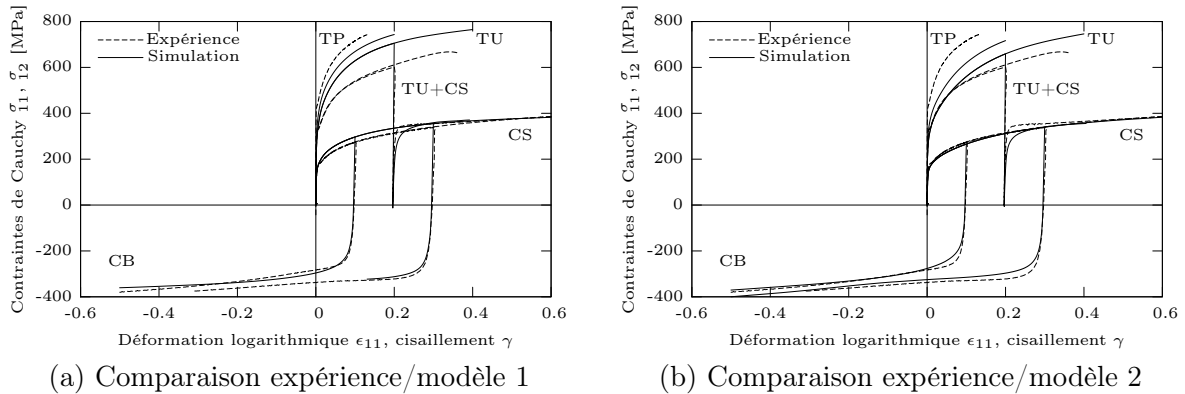 800
600
400
200
0
-200
-400
-0.6
-0.4
-0.2
0
0.2
0.4
0.6
Contraintes de Cauchy σ11, σ12 [MPa]
Déformation logarithmique ϵ11, cisaillement γ
Expérience
Simulation
TP
TU
TU+CS
CS
CB
(a) Comparaison expérience/modèle 1
800
600
400
200
0
-200
-400
-0.6
-0.4
-0.2
0
0.2
0.4
0.6
Contraintes de Cauchy σ11, σ12 [MPa]
Déformation logarithmique ϵ11, cisaillement γ
Expérience
Simulation
TP
TU
TU+CS
CS
CB
(b) Comparaison expérience/modèle 2